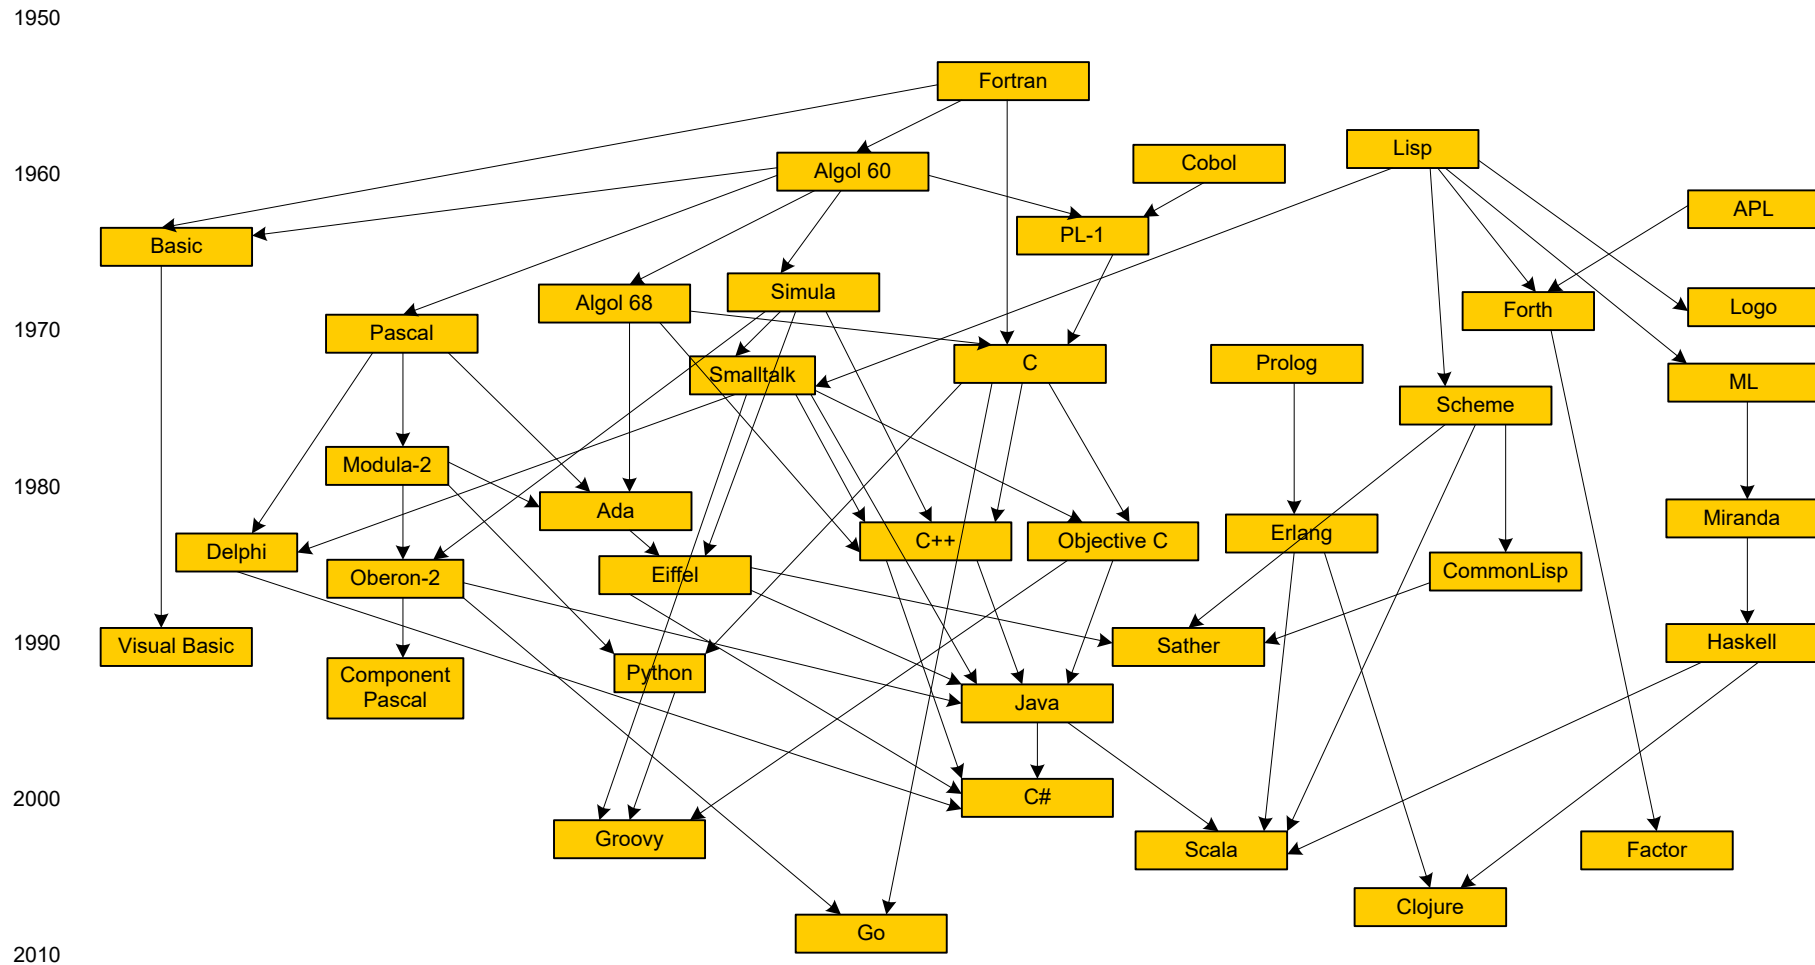 1950
Fortran
Lisp
Cobol
1960
Algol 60
APL
PL-1
Basic
Simula
Algol 68
Logo
Forth
1970
Pascal
C
Prolog
Smalltalk
ML
Scheme
Modula-2
1980
Ada
Miranda
Erlang
C++
Objective C
Delphi
CommonLisp
Eiffel
Oberon-2
1990
Visual Basic
Sather
Haskell
Python
Component
Pascal
Java
2000
C#
Groovy
Scala
Factor
Clojure
Go
2010